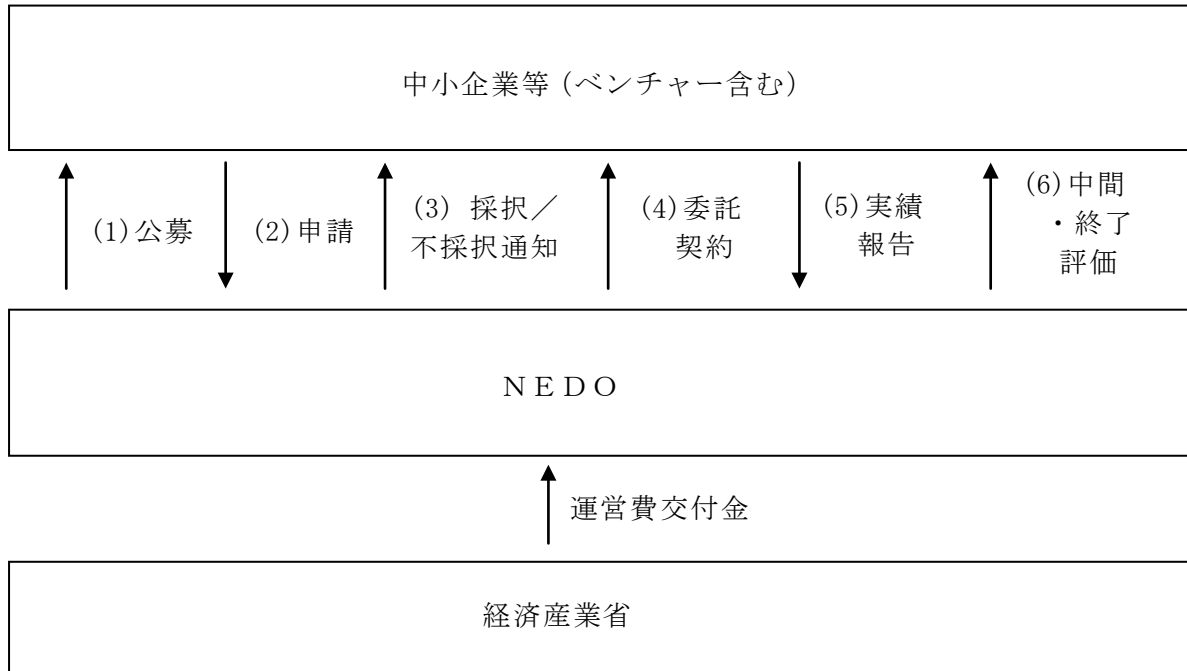 中小企業等 (ベンチャー含む)
(1)公募
(2)申請
(3) 採択／
不採択通知
(4)委託
契約
(5)実績
報告
(6)中間
・終了
評価
ＮＥＤＯ
運営費交付金
経済産業省